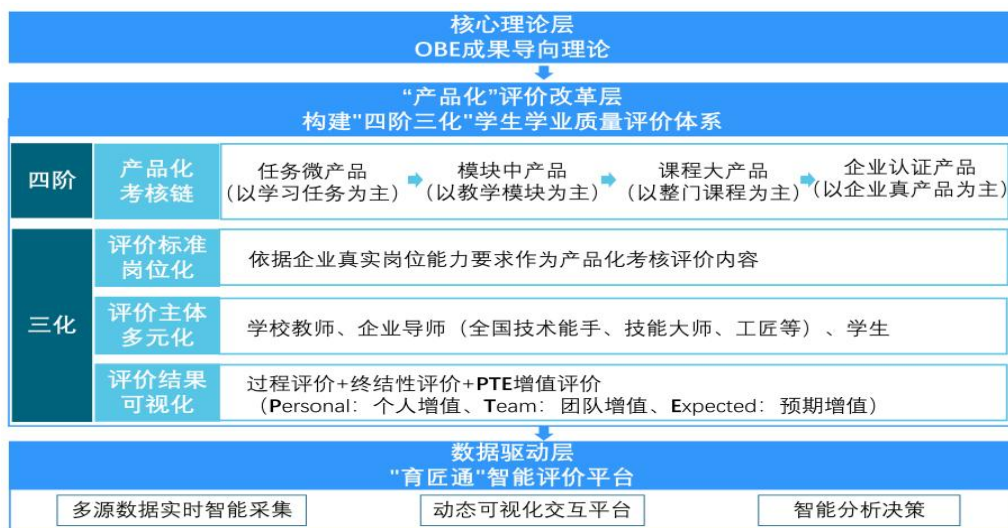 核心理论层
OBE成果导向理论
“产品化”评价改革层
构建"四阶三化"学生学业质量评价体系
四阶
产品化
考核链
任务微产品
(以学习任务为主)
模块中产品
(以教学模块为主)
课程大产品
(以整门课程为主)
企业认证产品
(以企业真产品为主)
三化
评价标准
岗位化
依据企业真实岗位能力要求作为产品化考核评价内容
评价主体
多元化
学校教师、企业导师（全国技术能手、技能大师、工匠等）、学生
评价结果
可视化
过程评价+终结性评价+PTE增值评价
（Personal：个人增值、Team：团队增值、Expected：预期增值）
数据驱动层
"育匠通"智能评价平台
多源数据实时智能采集
动态可视化交互平台
智能分析决策